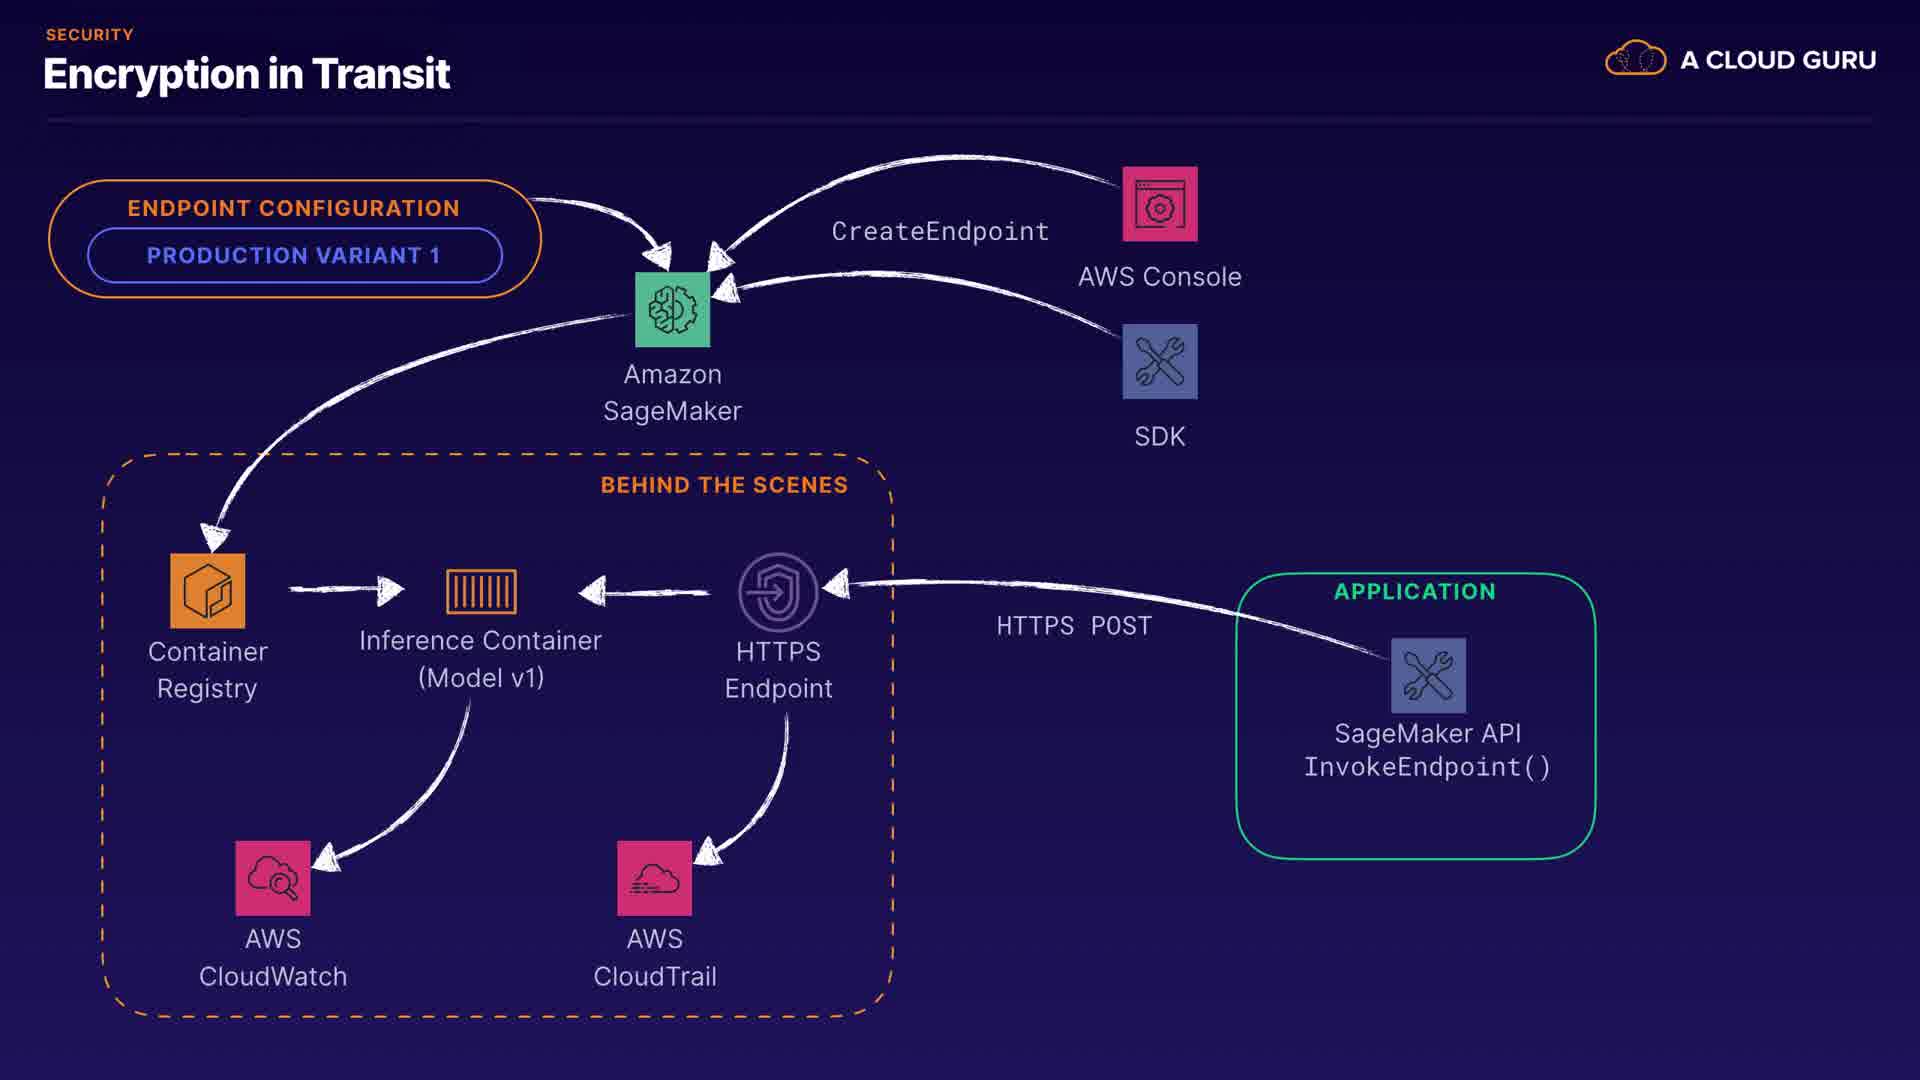 SECURITY
Encryption in Transit
A CLOUD GURU
ENDPOINT CONFIGURATION
PRODUCTION VARIANT 1
CreateEndpoint
AWS Console
Amazon
SageMaker
SDK
BEHIND THE SCENES
Container
Registry
Inference Container
(Model v1)
HTTPS
Endpoint
HTTPS POST
APPLICATION
SageMaker API
InvokeEndpoint()
AWS
CloudWatch
AWS
CloudTrail